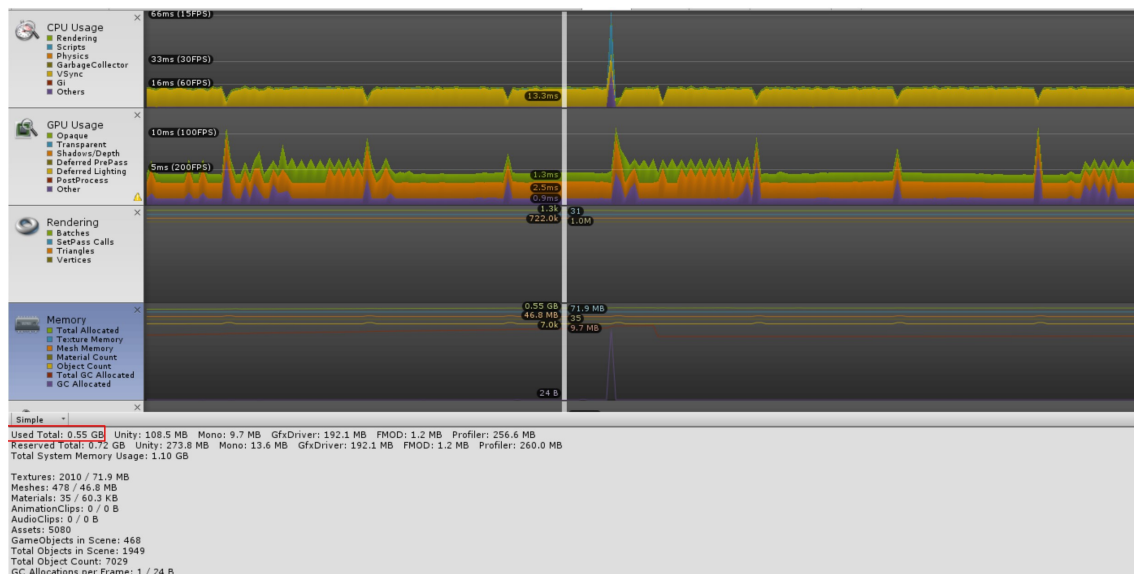 CPU Usage
Rendering
Scripts
Physics
GarbageCollector
VSync
Gi
Others
66ms (15FPS)
33ms (30FPS)
16ms (60FPS)
13.3ms
GPU Usage
Opaque
Transparent
Shadows/Depth
Deferred PrePass
Deferred Lighting
PostProcess
Other
10ms (100FPS)
5ms (200FPS)
1.3ms
2.5ms
0.9ms
Rendering
Batches
SetPass Calls
Triangles
Vertices
1.3k
722.0k
31
1.0M
Memory
Total Allocated
Texture Memory
Mesh Memory
Material Count
Object Count
Total GC Allocated
GC Allocated
0.55 GB
46.8 MB
7.0k
71.9 MB
35
9.7 MB
24 B
Simple
Used Total: 0.55 GB Unity: 108.5 MB Mono: 9.7 MB GfxDriver: 192.1 MB FMOD: 1.2 MB Profiler: 256.6 MB
Reserved Total: 0.72 GB Unity: 273.8 MB Mono: 13.6 MB GfxDriver: 192.1 MB FMOD: 1.2 MB Profiler: 260.0 MB
Total System Memory Usage: 1.10 GB
Textures: 2010 / 71.9 MB
Meshes: 478 / 46.8 MB
Materials: 35 / 60.3 KB
AnimationClips: 0 / 0 B
AudioClips: 0 / 0 B
Assets: 5080
GameObjects in Scene: 468
Total Objects in Scene: 1949
Total Object Count: 7029
GC Allocations per Frame: 1 / 24 B